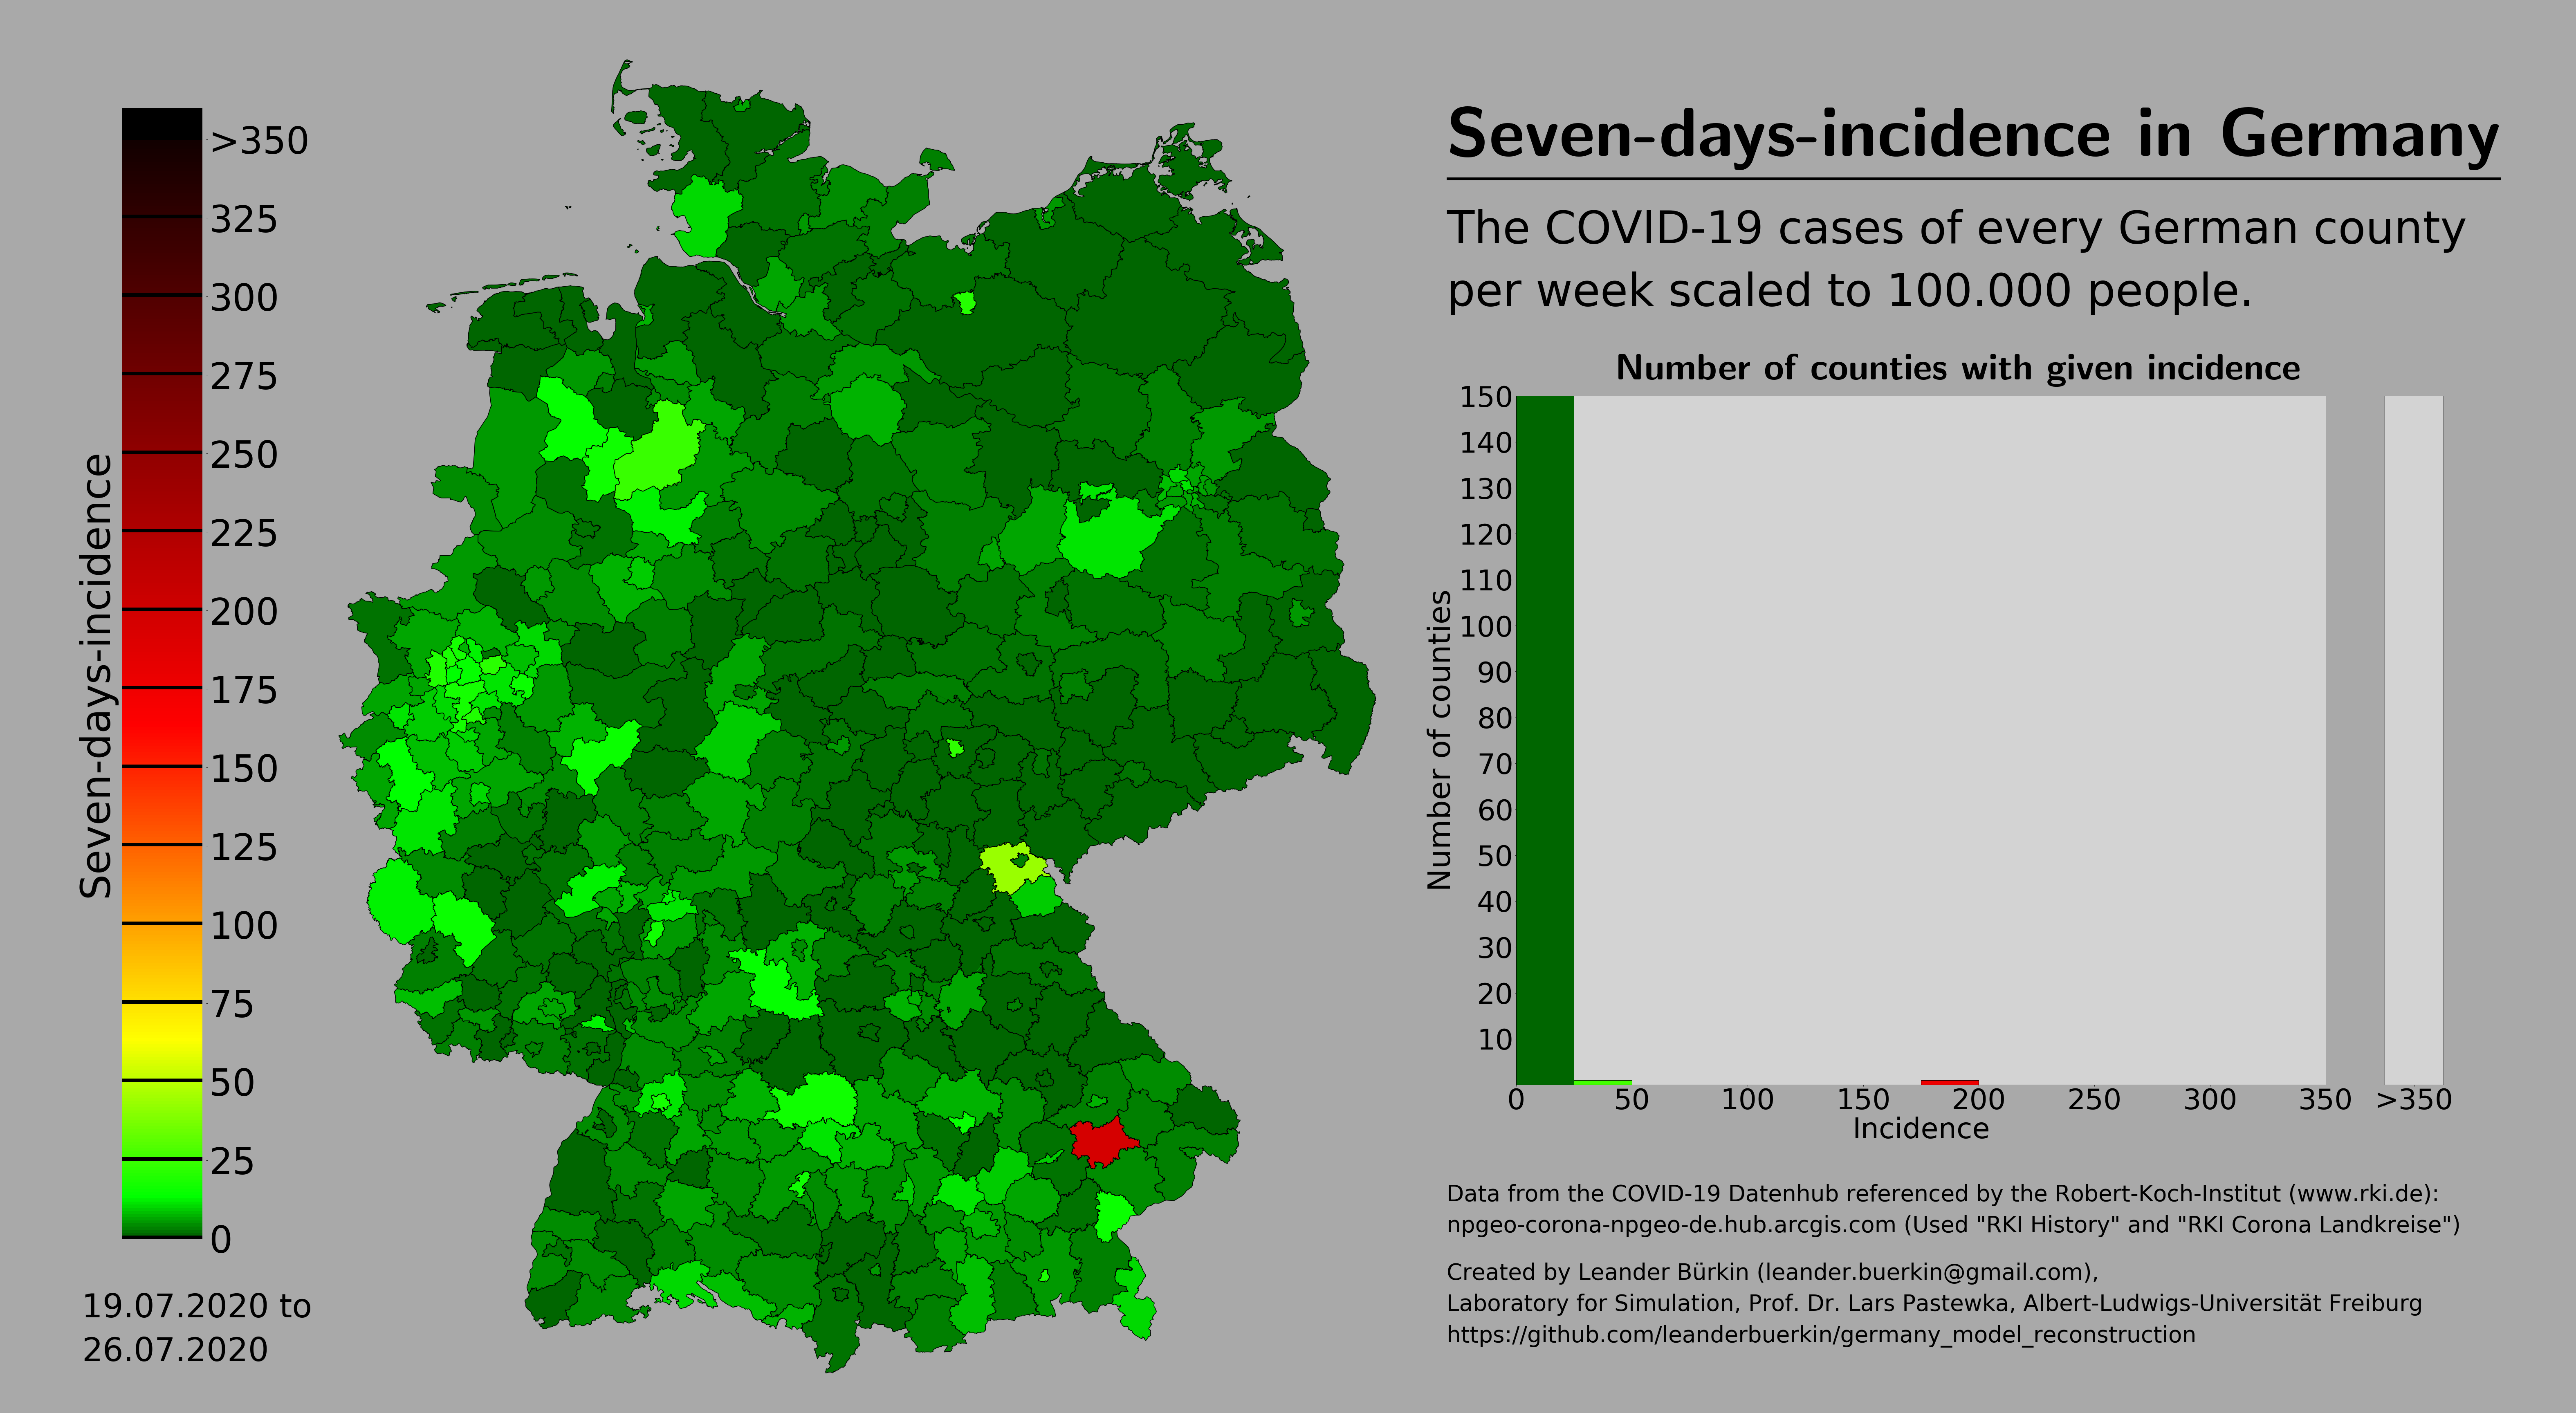 Seven-days-incidence in Germany
The COVID-19 cases of every German county
per week scaled to 100.000 people.
Seven-days-incidence
>350
325
300
275
250
225
200
175
150
125
100
75
50
25
0
19.07.2020 to
26.07.2020
Number of counties with given incidence
Number of counties
150
140
130
120
110
100
90
80
70
60
50
40
30
20
10
0 50 100 150 200 250 300 350 >350
Incidence
Data from the COVID-19 Datenhub referenced by the Robert-Koch-Institut (www.rki.de):
npgeo-corona-npgeo-de.hub.arcgis.com (Used "RKI History" and "RKI Corona Landkreise")
Created by Leander Bürkin (leander.buerkin@gmail.com),
Laboratory for Simulation, Prof. Dr. Lars Pastewka, Albert-Ludwigs-Universität Freiburg
https://github.com/leanderbuerkin/germany_model_reconstruction